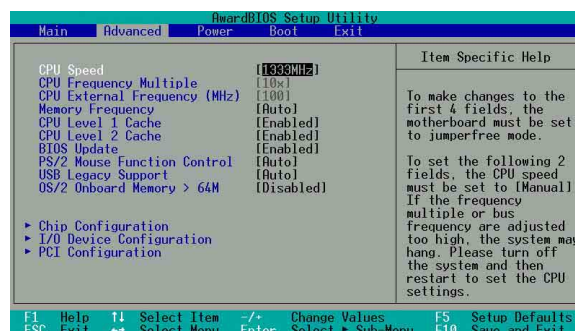 AwardBIOS Setup Utility
Main Advanced Power Boot Exit
CPU Speed [1333MHz]
CPU Frequency Multiple [10x]
CPU External Frequency (MHz) [100]
Memory Frequency [Auto]
CPU Level 1 Cache [Enabled]
CPU Level 2 Cache [Enabled]
BIOS Update [Enabled]
PS/2 Mouse Function Control [Auto]
USB Legacy Support [Auto]
OS/2 Onboard Memory > 64M [Disabled]
▸ Chip Configuration
▸ I/O Device Configuration
▸ PCI Configuration
Item Specific Help
To make changes to the
first 4 fields, the
motherboard must be set
to jumperfree mode.
To set the following 2
fields, the CPU speed
must be set to [Manual]
If the frequency
multiple or bus
frequency are adjusted
too high, the system may
hang. Please turn off
the system and then
restart to set the CPU
settings.
F1 Help ↑↓ Select Item -/+ Change Values F5 Setup Defaults
ESC Exit ↔ Select Menu Enter Select ▸ Sub-Menu F10 Save and Exit